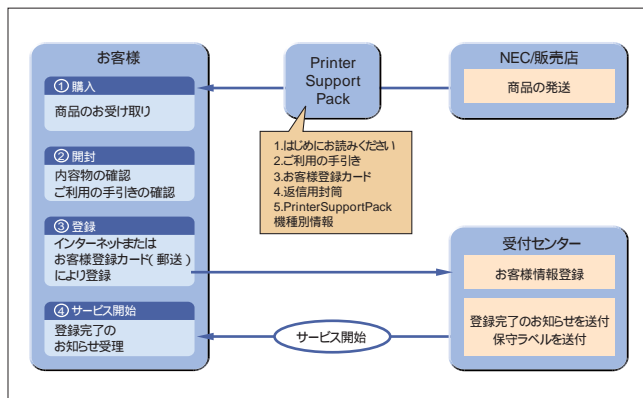 お客様
①購入
商品のお受け取り
②開封
内容物の確認
ご利用の手引きの確認
③登録
インターネットまたは
お客様登録カード(郵送)
により登録
④サービス開始
登録完了の
お知らせ受理
Printer
Support
Pack
1.はじめにお読みください
2.ご利用の手引き
3.お客様登録カード
4.返信用封筒
5.PrinterSupportPack
機種別情報
サービス開始
NEC/販売店
商品の発送
受付センター
お客様情報登録
登録完了のお知らせを送付
保守ラベルを送付